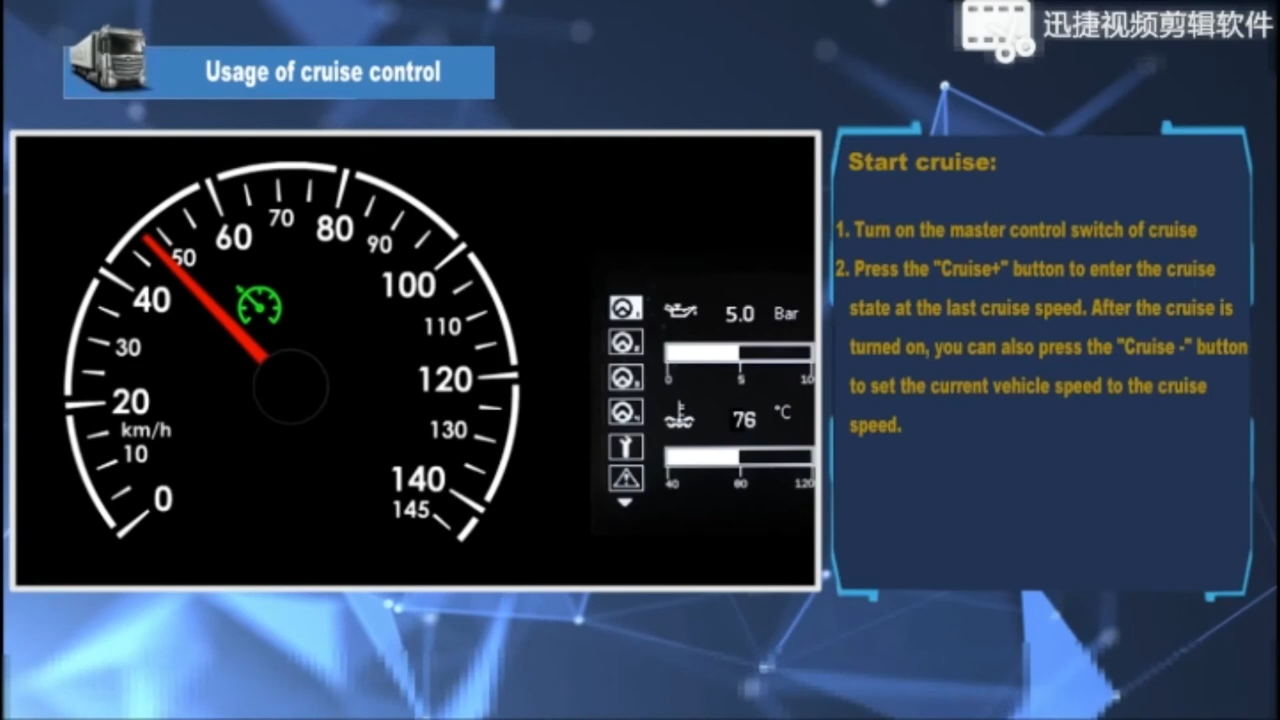 迅捷视频剪辑软件
Usage of cruise control
Start cruise:
1. Turn on the master control switch of cruise
2. Press the "Cruise+" button to enter the cruise
state at the last cruise speed. After the cruise is
turned on, you can also press the "Cruise -" button
to set the current vehicle speed to the cruise
speed.
0
10
km/h
20
30
40
50
60
70
80
90
100
110
120
130
140
145
5.0 Bar
0 5 10
76 °C
40 80 120